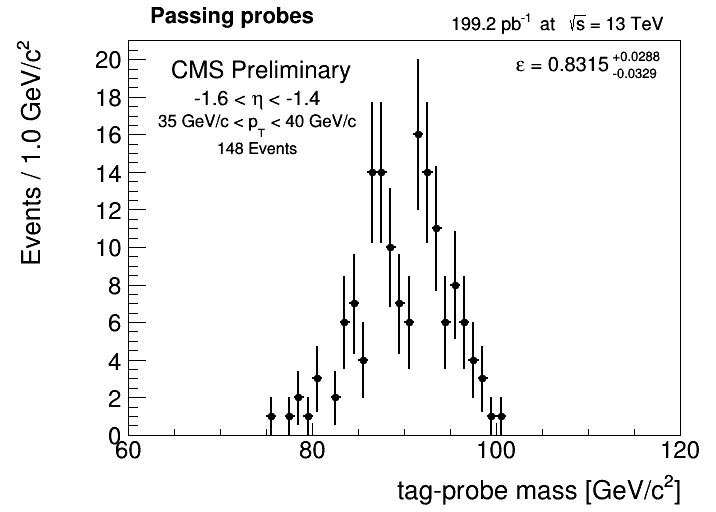 Passing probes
199.2 pb⁻¹ at √s = 13 TeV
CMS Preliminary
ε = 0.8315 +0.0288 -0.0329
-1.6 < η < -1.4
35 GeV/c < p_T < 40 GeV/c
148 Events
Events / 1.0 GeV/c²
20
18
16
14
12
10
8
6
4
2
0
60 80 100 120
tag-probe mass [GeV/c²]